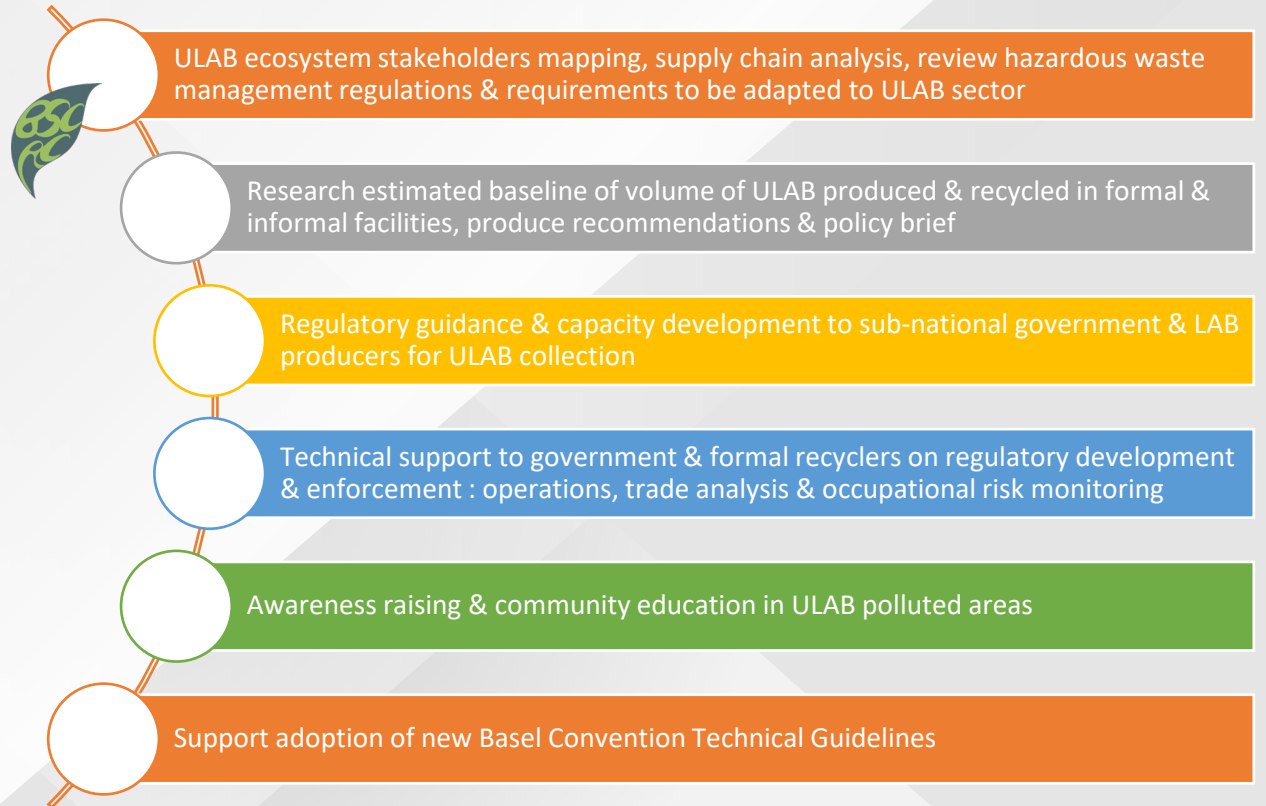 ULAB ecosystem stakeholders mapping, supply chain analysis, review hazardous waste
management regulations & requirements to be adapted to ULAB sector
BSC
RC
Research estimated baseline of volume of ULAB produced & recycled in formal &
informal facilities, produce recommendations & policy brief
Regulatory guidance & capacity development to sub-national government & LAB
producers for ULAB collection
Technical support to government & formal recyclers on regulatory development
& enforcement : operations, trade analysis & occupational risk monitoring
Awareness raising & community education in ULAB polluted areas
Support adoption of new Basel Convention Technical Guidelines